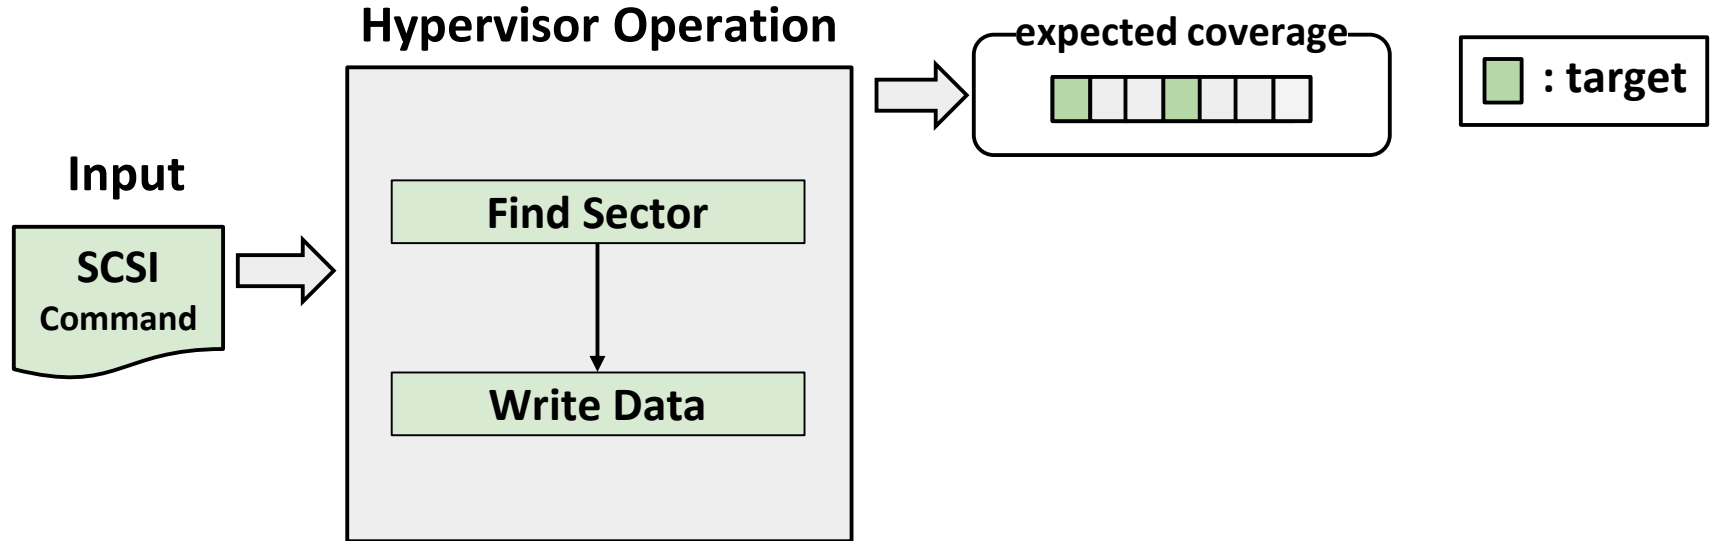 Hypervisor Operation
expected coverage
: target
Input
SCSI
Command
Find Sector
Write Data